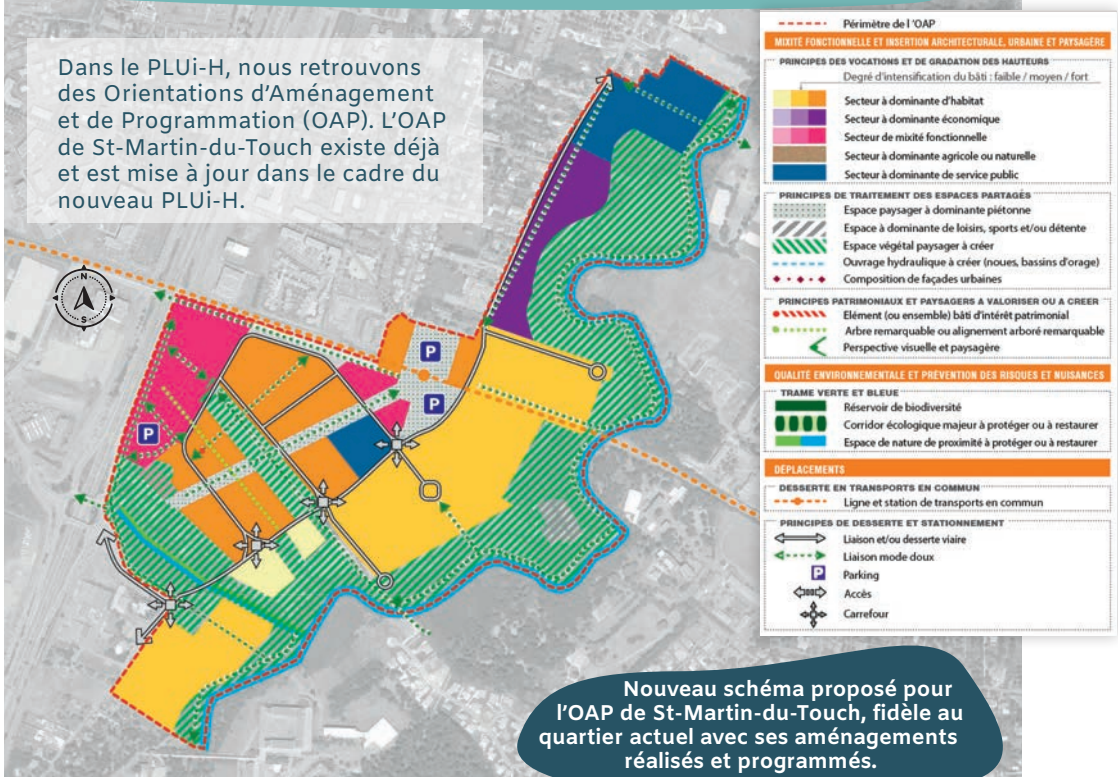 Dans le PLUi-H, nous retrouvons
des Orientations d'Aménagement
et de Programmation (OAP). L'OAP
de St-Martin-du-Touch existe déjà
et est mise à jour dans le cadre du
nouveau PLUi-H.
N
S
P
P
P
Périmètre de l 'OAP
MIXITÉ FONCTIONNELLE ET INSERTION ARCHITECTURALE, URBAINE ET PAYSAGÈRE
PRINCIPES DES VOCATIONS ET DE GRADATION DES HAUTEURS
Degré d'intensification du bâti : faible / moyen / fort
Secteur à dominante d'habitat
Secteur à dominante économique
Secteur de mixité fonctionnelle
Secteur à dominante agricole ou naturelle
Secteur à dominante de service public
PRINCIPES DE TRAITEMENT DES ESPACES PARTAGÉS
Espace paysager à dominante piétonne
Espace à dominante de loisirs, sports et/ou détente
Espace végétal paysager à créer
Ouvrage hydraulique à créer (noues, bassins d'orage)
Composition de façades urbaines
PRINCIPES PATRIMONIAUX ET PAYSAGERS A VALORISER OU A CREER
Elément (ou ensemble) bâti d'intérêt patrimonial
Arbre remarquable ou alignement arboré remarquable
Perspective visuelle et paysagère
QUALITÉ ENVIRONNEMENTALE ET PRÉVENTION DES RISQUES ET NUISANCES
TRAME VERTE ET BLEUE
Réservoir de biodiversité
Corridor écologique majeur à protéger ou à restaurer
Espace de nature de proximité à protéger ou à restaurer
DÉPLACEMENTS
DESSERTE EN TRANSPORTS EN COMMUN
Ligne et station de transports en commun
PRINCIPES DE DESSERTE ET STATIONNEMENT
Liaison et/ou desserte viaire
Liaison mode doux
P Parking
Accès
Carrefour
Nouveau schéma proposé pour
l'OAP de St-Martin-du-Touch, fidèle au
quartier actuel avec ses aménagements
réalisés et programmés.